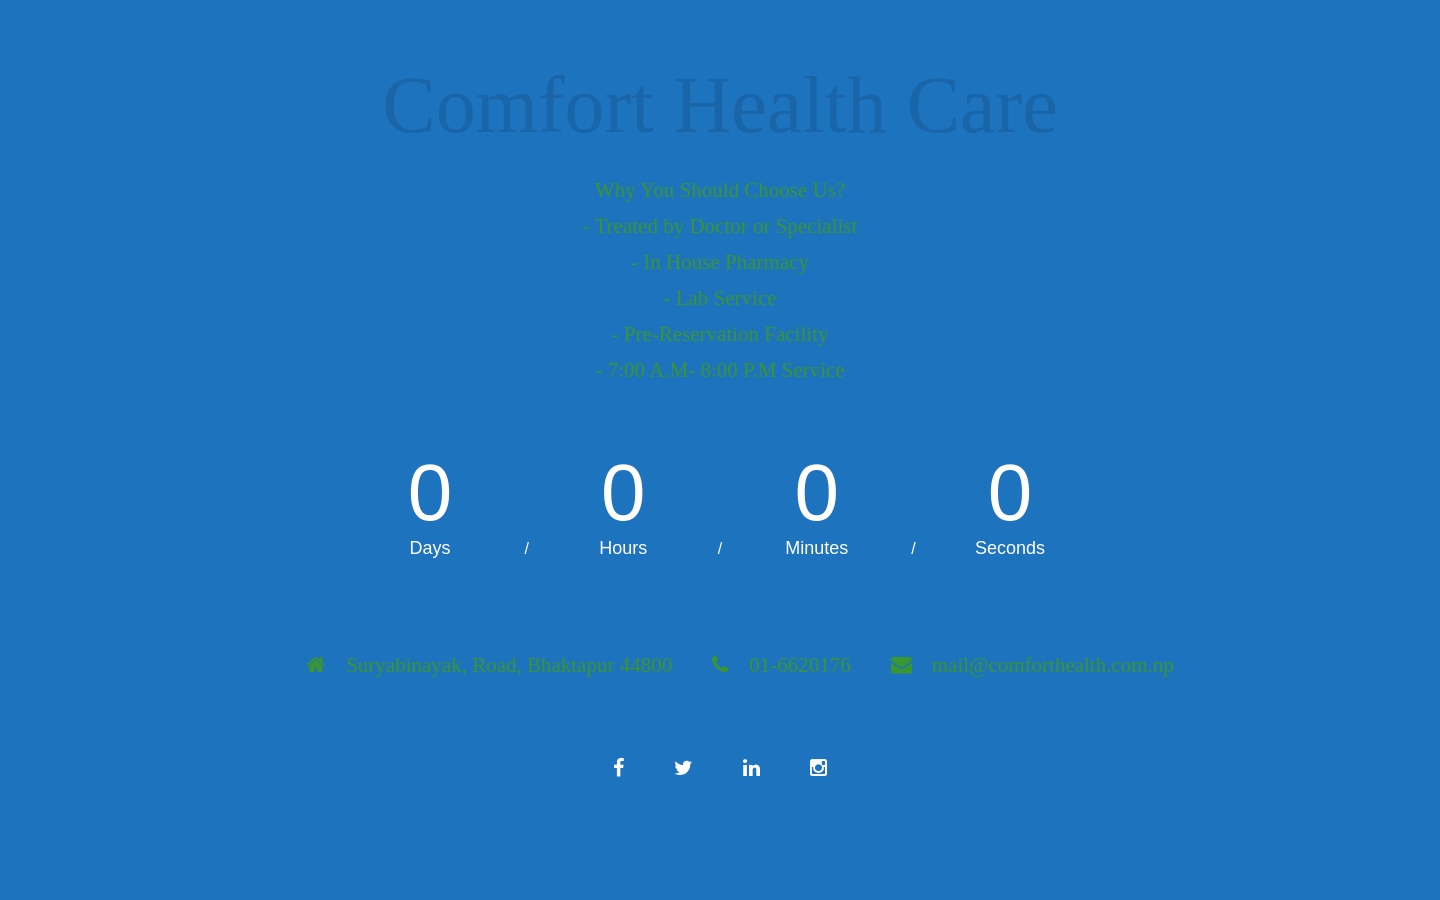 Comfort Health Care
Why You Should Choose Us?
- Treated by Doctor or Specialist
- In House Pharmacy
- Lab Service
- Pre-Reservation Facility
- 7:00 A.M- 8:00 P.M Service
0 0 0 0
Days / Hours / Minutes / Seconds
Suryabinayak, Road, Bhaktapur 44800 01-6620176 mail@comforthealth.com.np